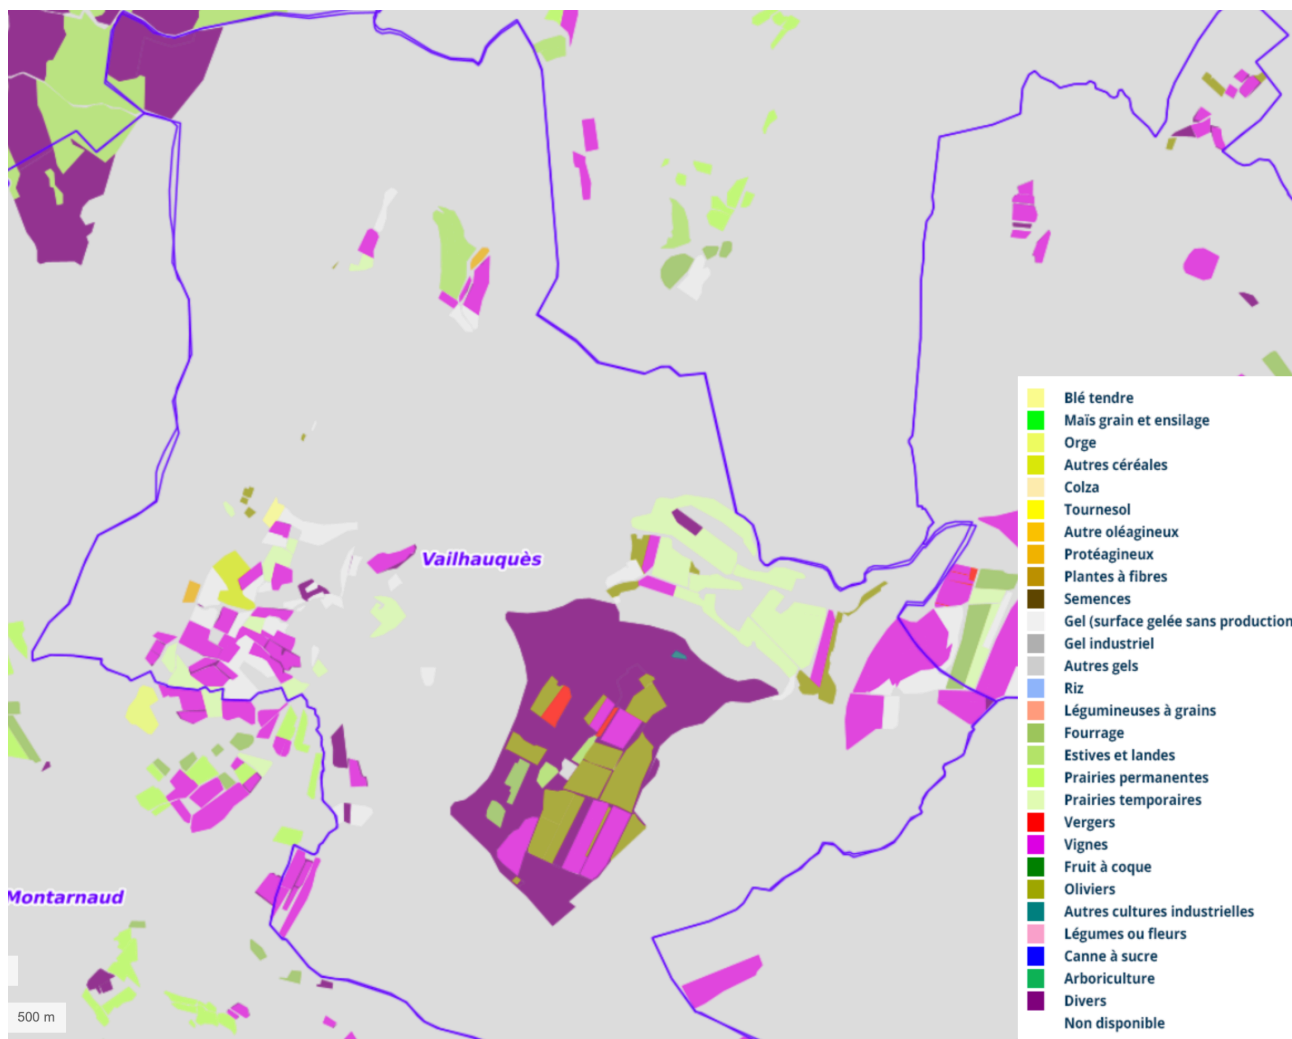 Vailhauquès
Montarnaud
500 m
Blé tendre
Maïs grain et ensilage
Orge
Autres céréales
Colza
Tournesol
Autre oléagineux
Protéagineux
Plantes à fibres
Semences
Gel (surface gelée sans production
Gel industriel
Autres gels
Riz
Légumineuses à grains
Fourrage
Estives et landes
Prairies permanentes
Prairies temporaires
Vergers
Vignes
Fruit à coque
Oliviers
Autres cultures industrielles
Légumes ou fleurs
Canne à sucre
Arboriculture
Divers
Non disponible